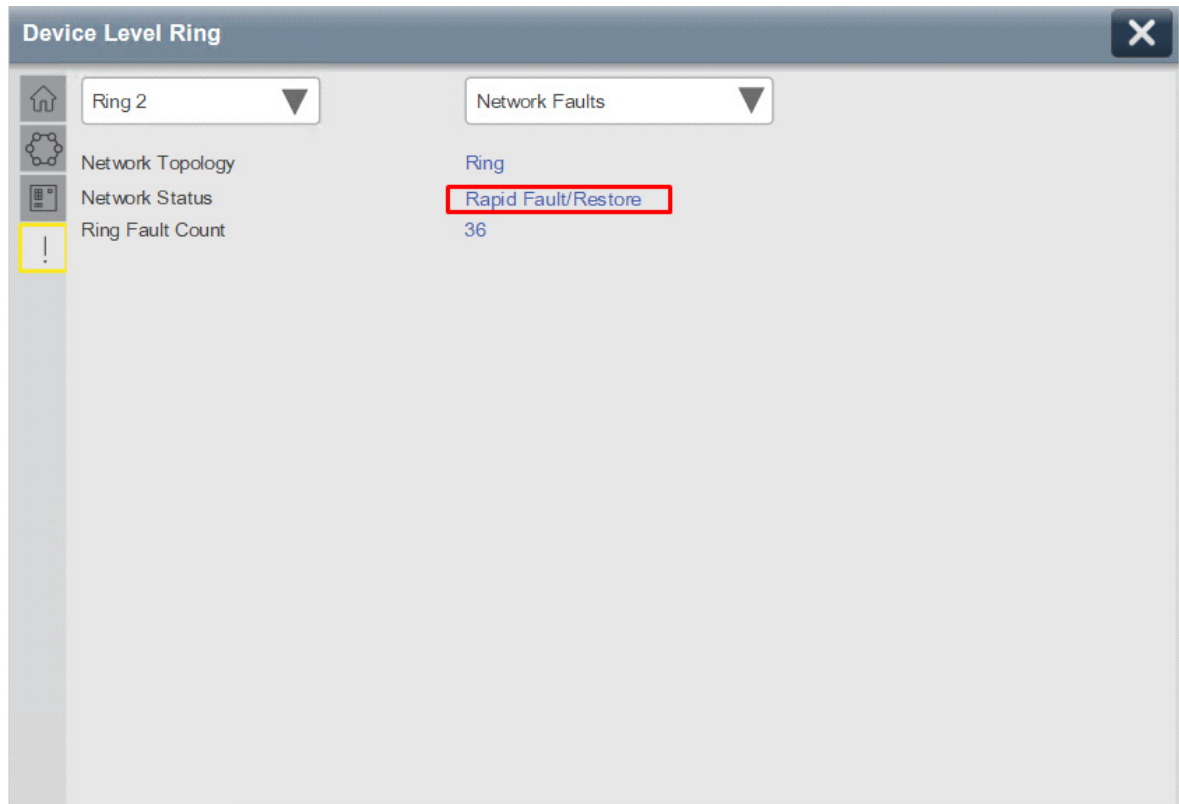 Device Level Ring
Ring 2
Network Faults
Network Topology Ring
Network Status Rapid Fault/Restore
Ring Fault Count 36